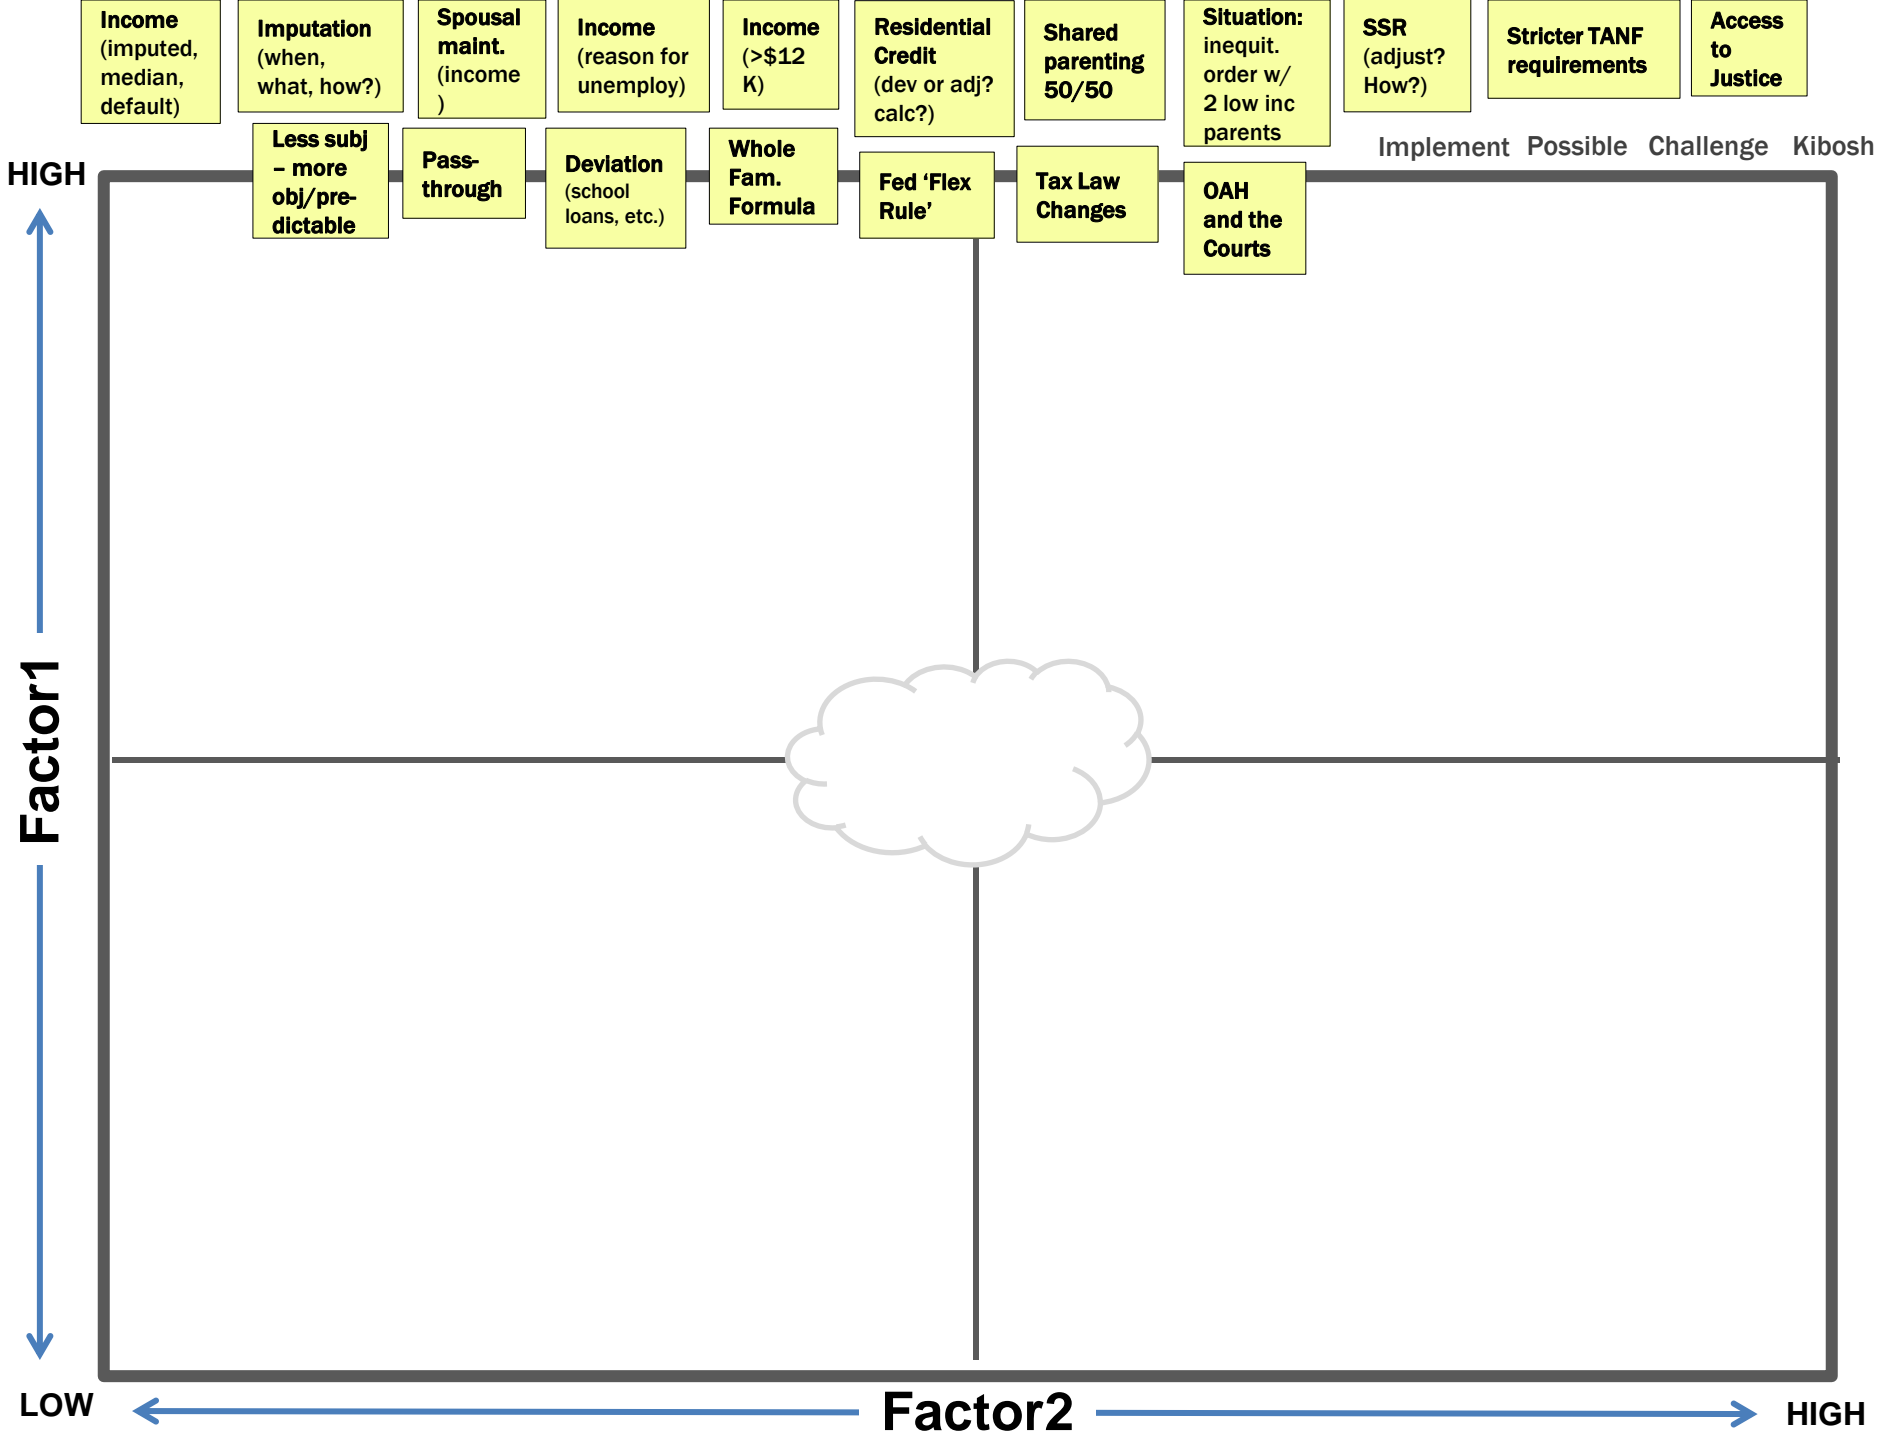 Income
(imputed,
median,
default)
Imputation
(when,
what, how?)
Spousal
maint.
(income
)
Income
(reason for
unemploy)
Income
(>$12
K)
Residential
Credit
(dev or adj?
calc?)
Shared
parenting
50/50
Situation:
inequit.
order w/
2 low inc
parents
SSR
(adjust?
How?)
Stricter TANF
requirements
Access
to
Justice
Implement Possible Challenge Kibosh
HIGH
Less subj
– more
obj/pre-
dictable
Pass-
through
Deviation
(school
loans, etc.)
Whole
Fam.
Formula
Fed ‘Flex
Rule’
Tax Law
Changes
OAH
and the
Courts
Factor1
LOW
Factor2
HIGH